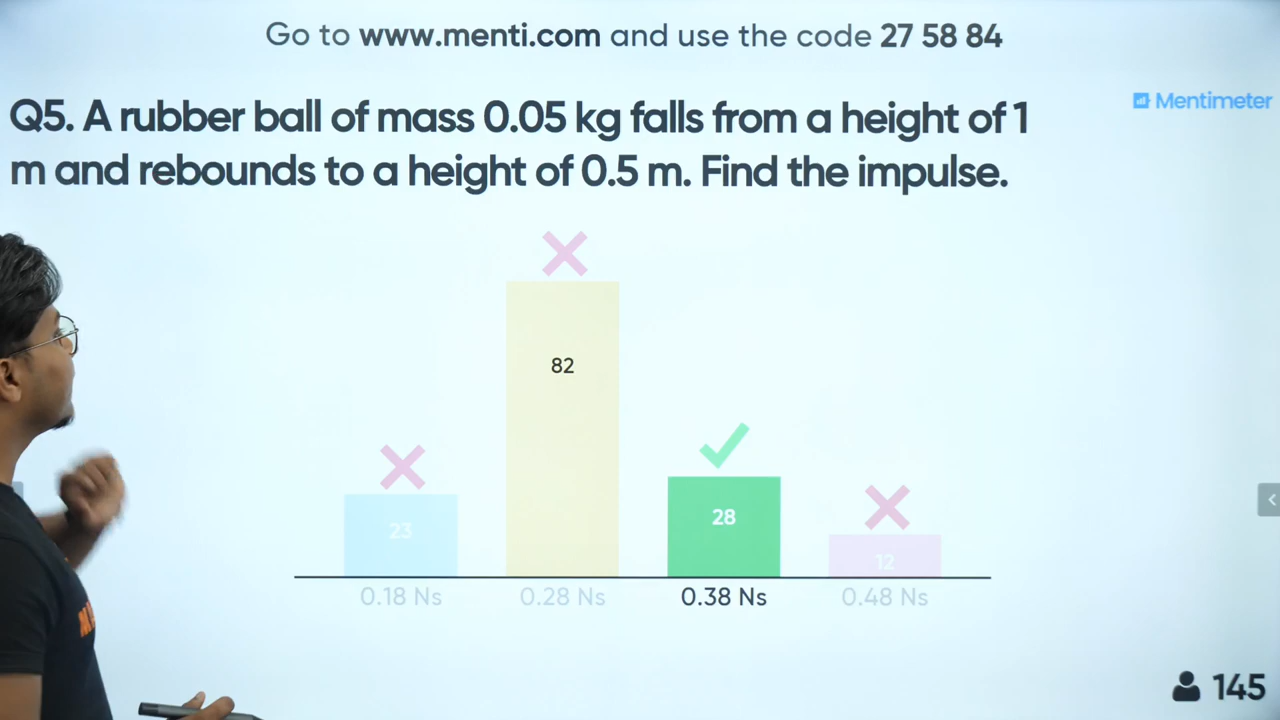 Go to www.menti.com and use the code 27 58 84
Mentimeter
Q5. A rubber ball of mass 0.05 kg falls from a height of 1
m and rebounds to a height of 0.5 m. Find the impulse.
23
82
28
12
0.18 Ns
0.28 Ns
0.38 Ns
0.48 Ns
145